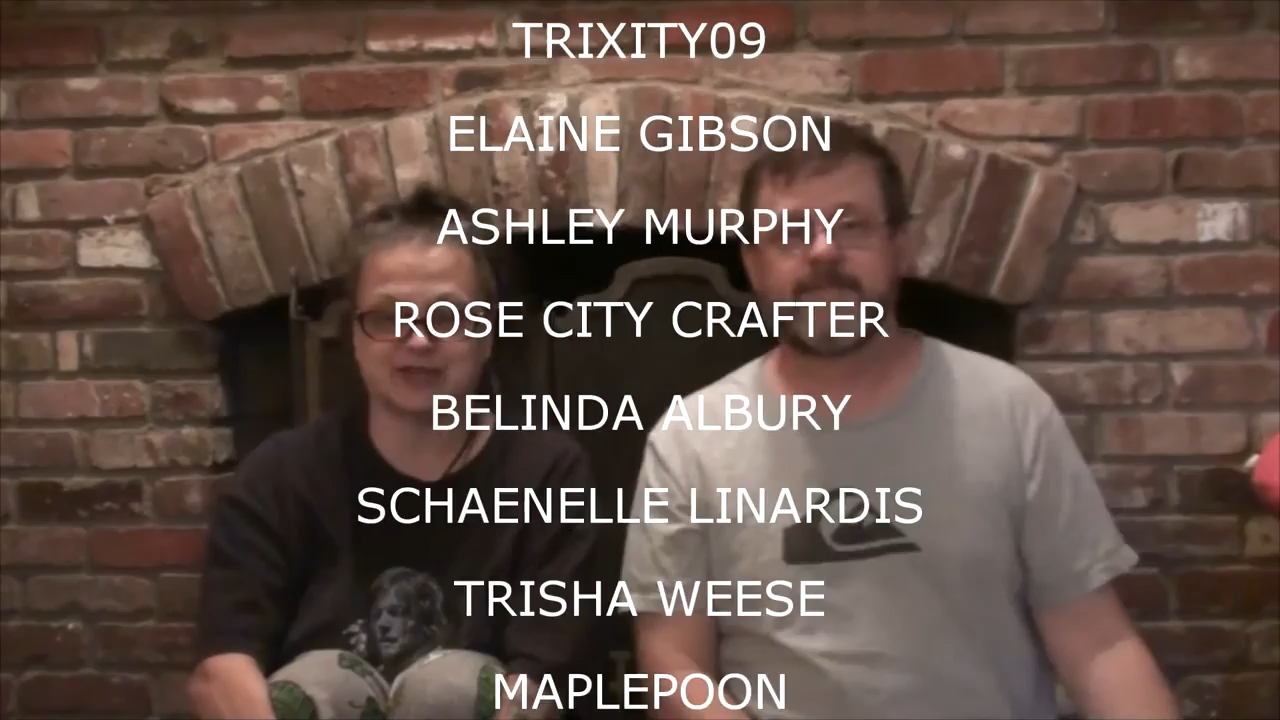 TRIXITY09
ELAINE GIBSON
ASHLEY MURPHY
ROSE CITY CRAFTER
BELINDA ALBURY
SCHAENELLE LINARDIS
TRISHA WEESE
MAPLEPOON